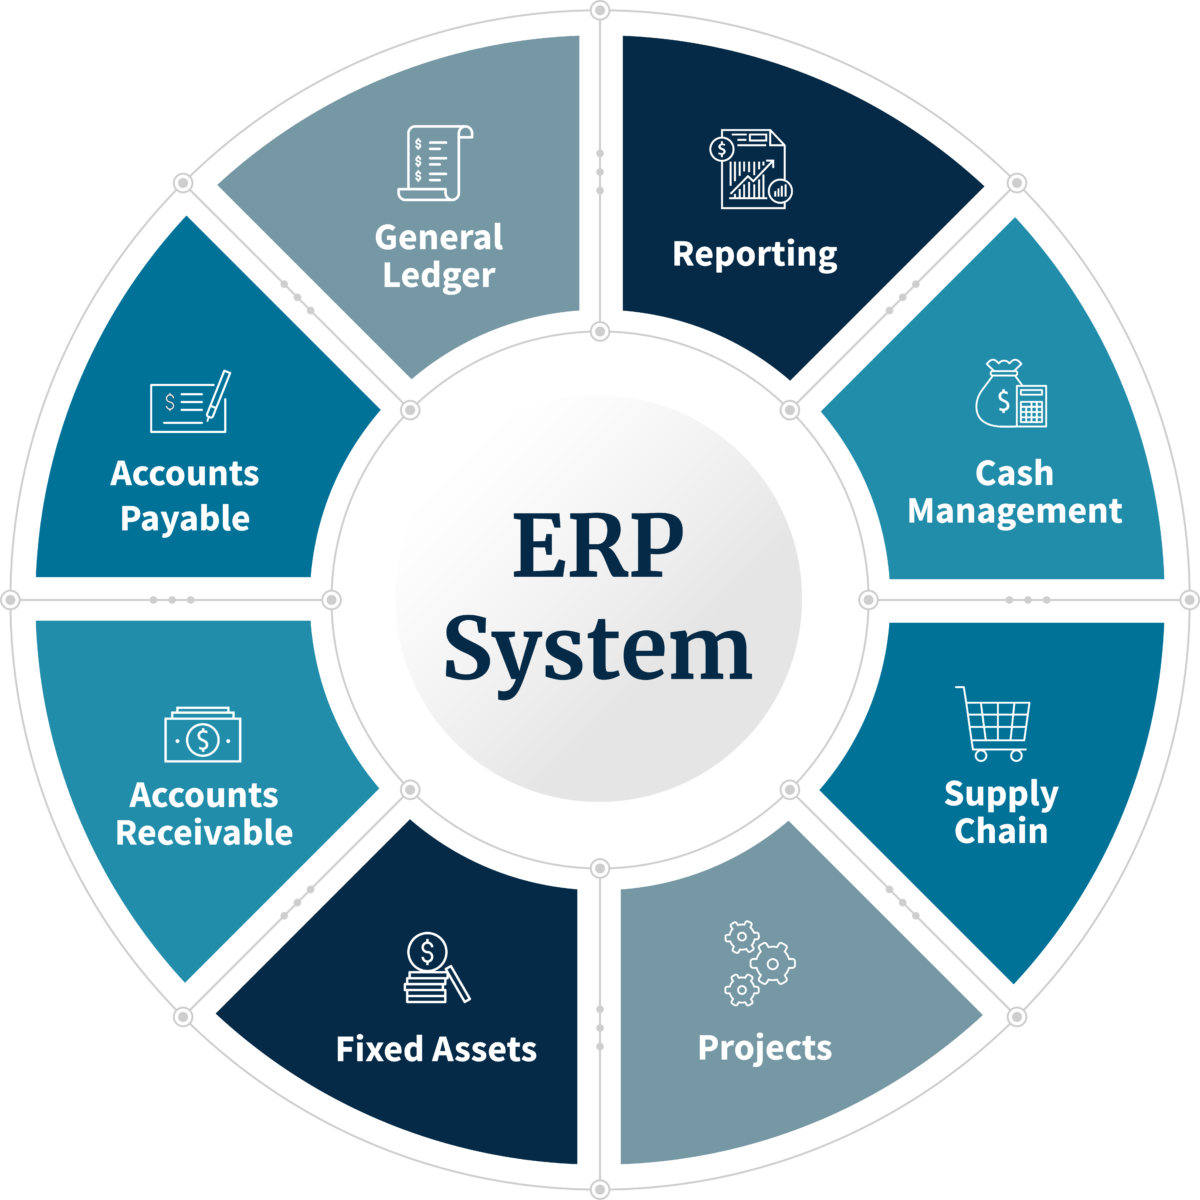 General
Ledger
Reporting
Accounts
Payable
Cash
Management
ERP
System
Accounts
Receivable
Supply
Chain
Fixed Assets
Projects